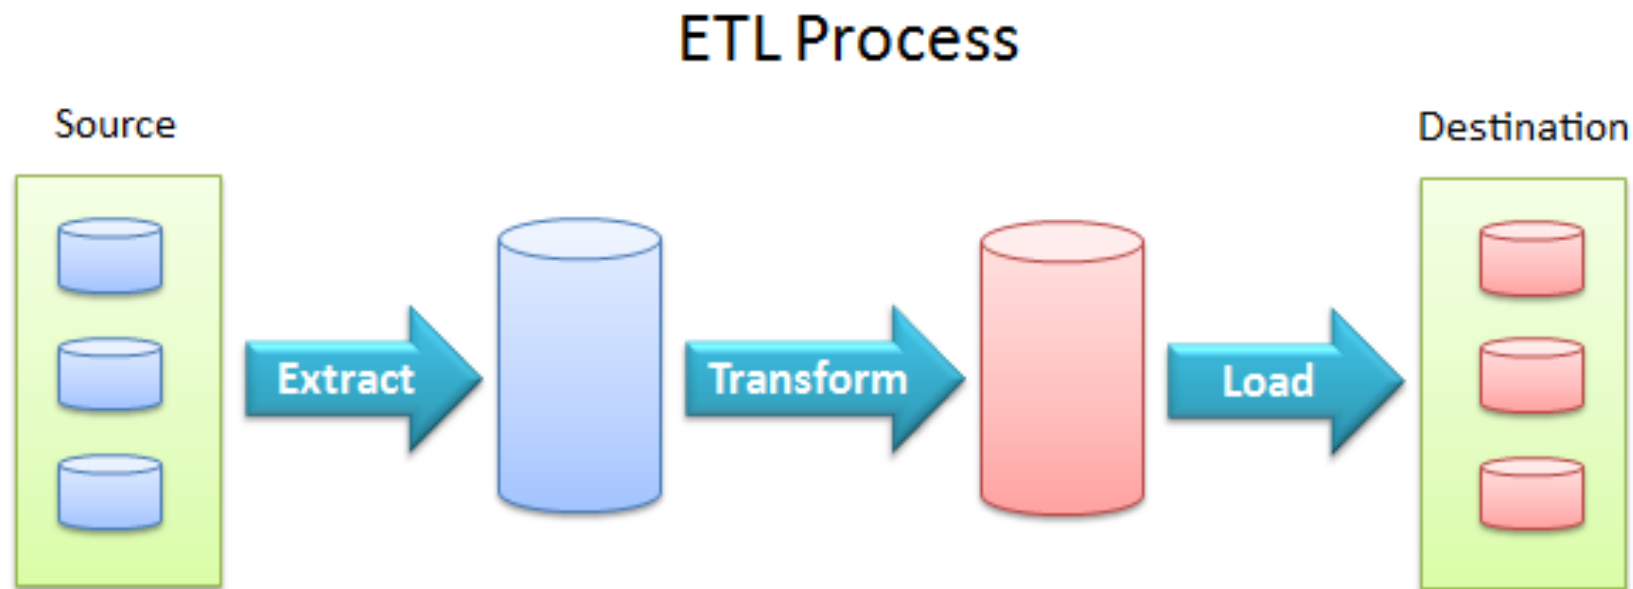 ETL Process
Source
Destination
Extract
Transform
Load